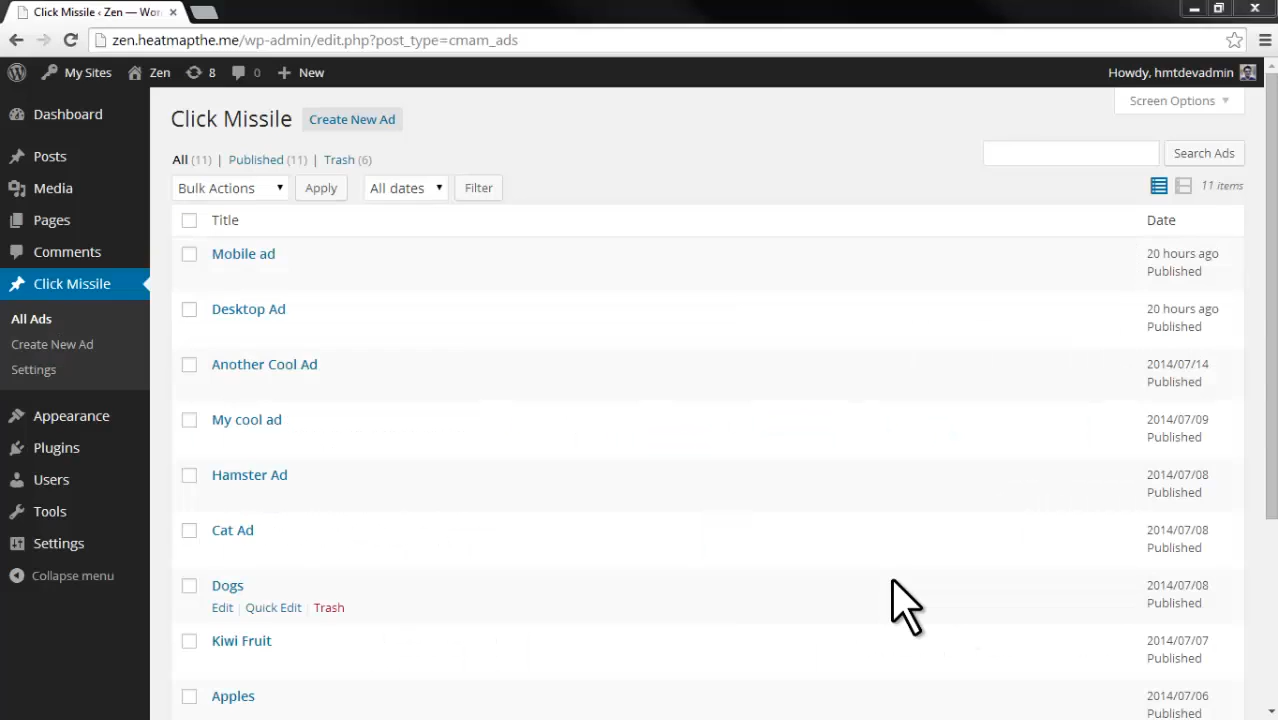 Click Missile ‹ Zen — Wor
zen.heatmapthe.me/wp-admin/edit.php?post_type=cmam_ads
My Sites Zen 8 0 New Howdy, hmtdevadmin
Screen Options
Dashboard
Posts
Media
Pages
Comments
Click Missile
All Ads
Create New Ad
Settings
Appearance
Plugins
Users
Tools
Settings
Collapse menu
Click Missile Create New Ad
All (11) | Published (11) | Trash (6)
Search Ads
Bulk Actions Apply All dates Filter 11 items
Title Date
Mobile ad 20 hours ago
Published
Desktop Ad 20 hours ago
Published
Another Cool Ad 2014/07/14
Published
My cool ad 2014/07/09
Published
Hamster Ad 2014/07/08
Published
Cat Ad 2014/07/08
Published
Dogs 2014/07/08
Edit | Quick Edit | Trash Published
Kiwi Fruit 2014/07/07
Published
Apples 2014/07/06
Published